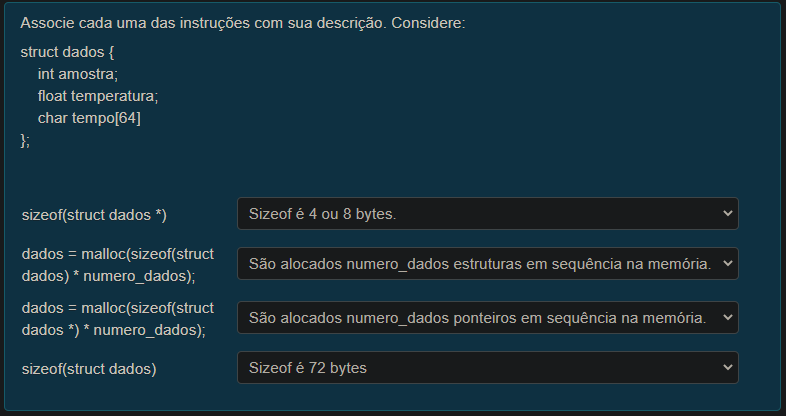 Associe cada uma das instruções com sua descrição. Considere:
struct dados {
int amostra;
float temperatura;
char tempo[64]
};
sizeof(struct dados *)
Sizeof é 4 ou 8 bytes.
dados = malloc(sizeof(struct
dados) * numero_dados);
São alocados numero_dados estruturas em sequência na memória.
dados = malloc(sizeof(struct
dados *) * numero_dados);
São alocados numero_dados ponteiros em sequência na memória.
sizeof(struct dados)
Sizeof é 72 bytes